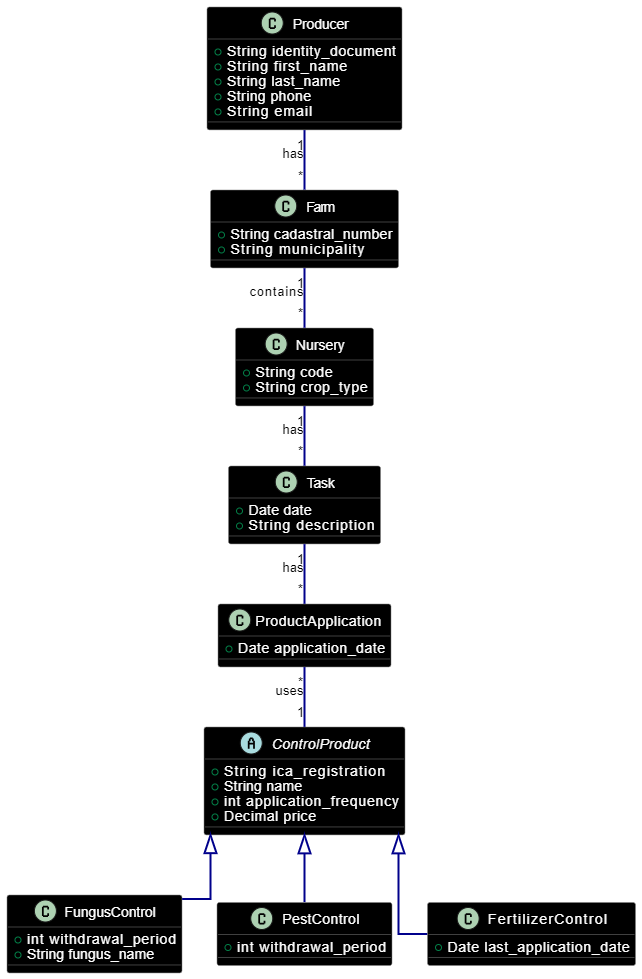 C Producer
String identity_document
String first_name
String last_name
String phone
String email
1
has
*
C Farm
String cadastral_number
String municipality
1
contains
*
C Nursery
String code
String crop_type
1
has
*
C Task
Date date
String description
1
has
*
C ProductApplication
Date application_date
*
uses
1
A ControlProduct
String ica_registration
String name
int application_frequency
Decimal price
C FungusControl
int withdrawal_period
String fungus_name
C PestControl
int withdrawal_period
C FertilizerControl
Date last_application_date